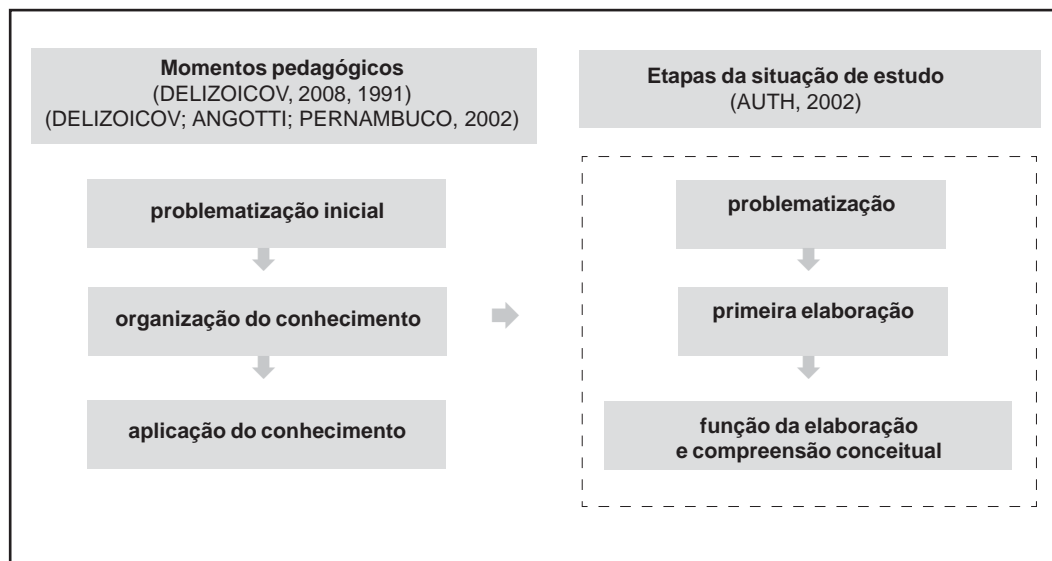 Momentos pedagógicos
(DELIZOICOV, 2008, 1991)
(DELIZOICOV; ANGOTTI; PERNAMBUCO, 2002)
problematização inicial
organização do conhecimento
aplicação do conhecimento
Etapas da situação de estudo
(AUTH, 2002)
problematização
primeira elaboração
função da elaboração
e compreensão conceitual